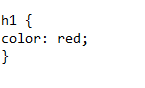 h1 {
color: red;
}